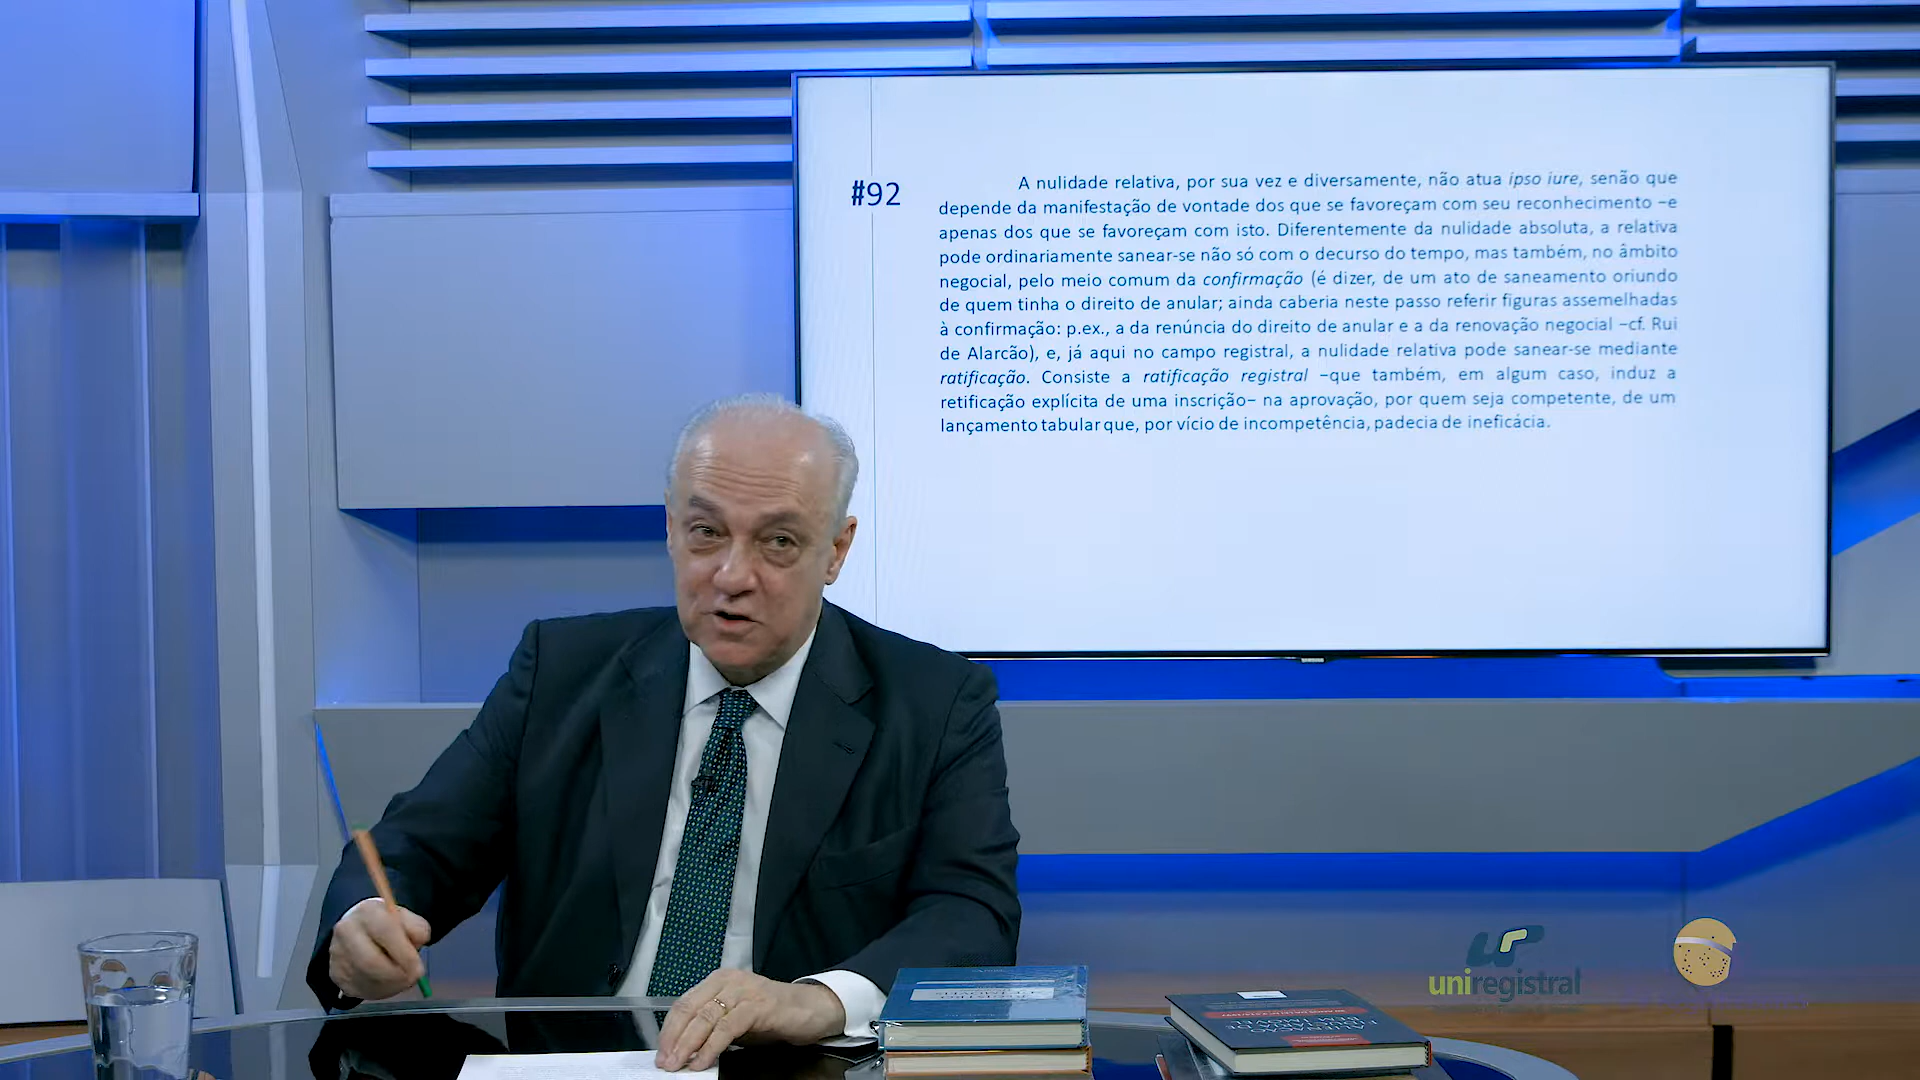 #92
A nulidade relativa, por sua vez e diversamente, não atua ipso iure, senão que
depende da manifestação de vontade dos que se favoreçam com seu reconhecimento –e
apenas dos que se favoreçam com isto. Diferentemente da nulidade absoluta, a relativa
pode ordinariamente sanear-se não só com o decurso do tempo, mas também, no âmbito
negocial, pelo meio comum da confirmação (é dizer, de um ato de saneamento oriundo
de quem tinha o direito de anular; ainda caberia neste passo referir figuras assemelhadas
à confirmação: p.ex., a da renúncia do direito de anular e a da renovação negocial –cf. Rui
de Alarcão), e, já aqui no campo registral, a nulidade relativa pode sanear-se mediante
ratificação. Consiste a ratificação registral –que também, em algum caso, induz a
retificação explícita de uma inscrição– na aprovação, por quem seja competente, de um
lançamento tabular que, por vício de incompetência, padecia de ineficácia.
uniregistral